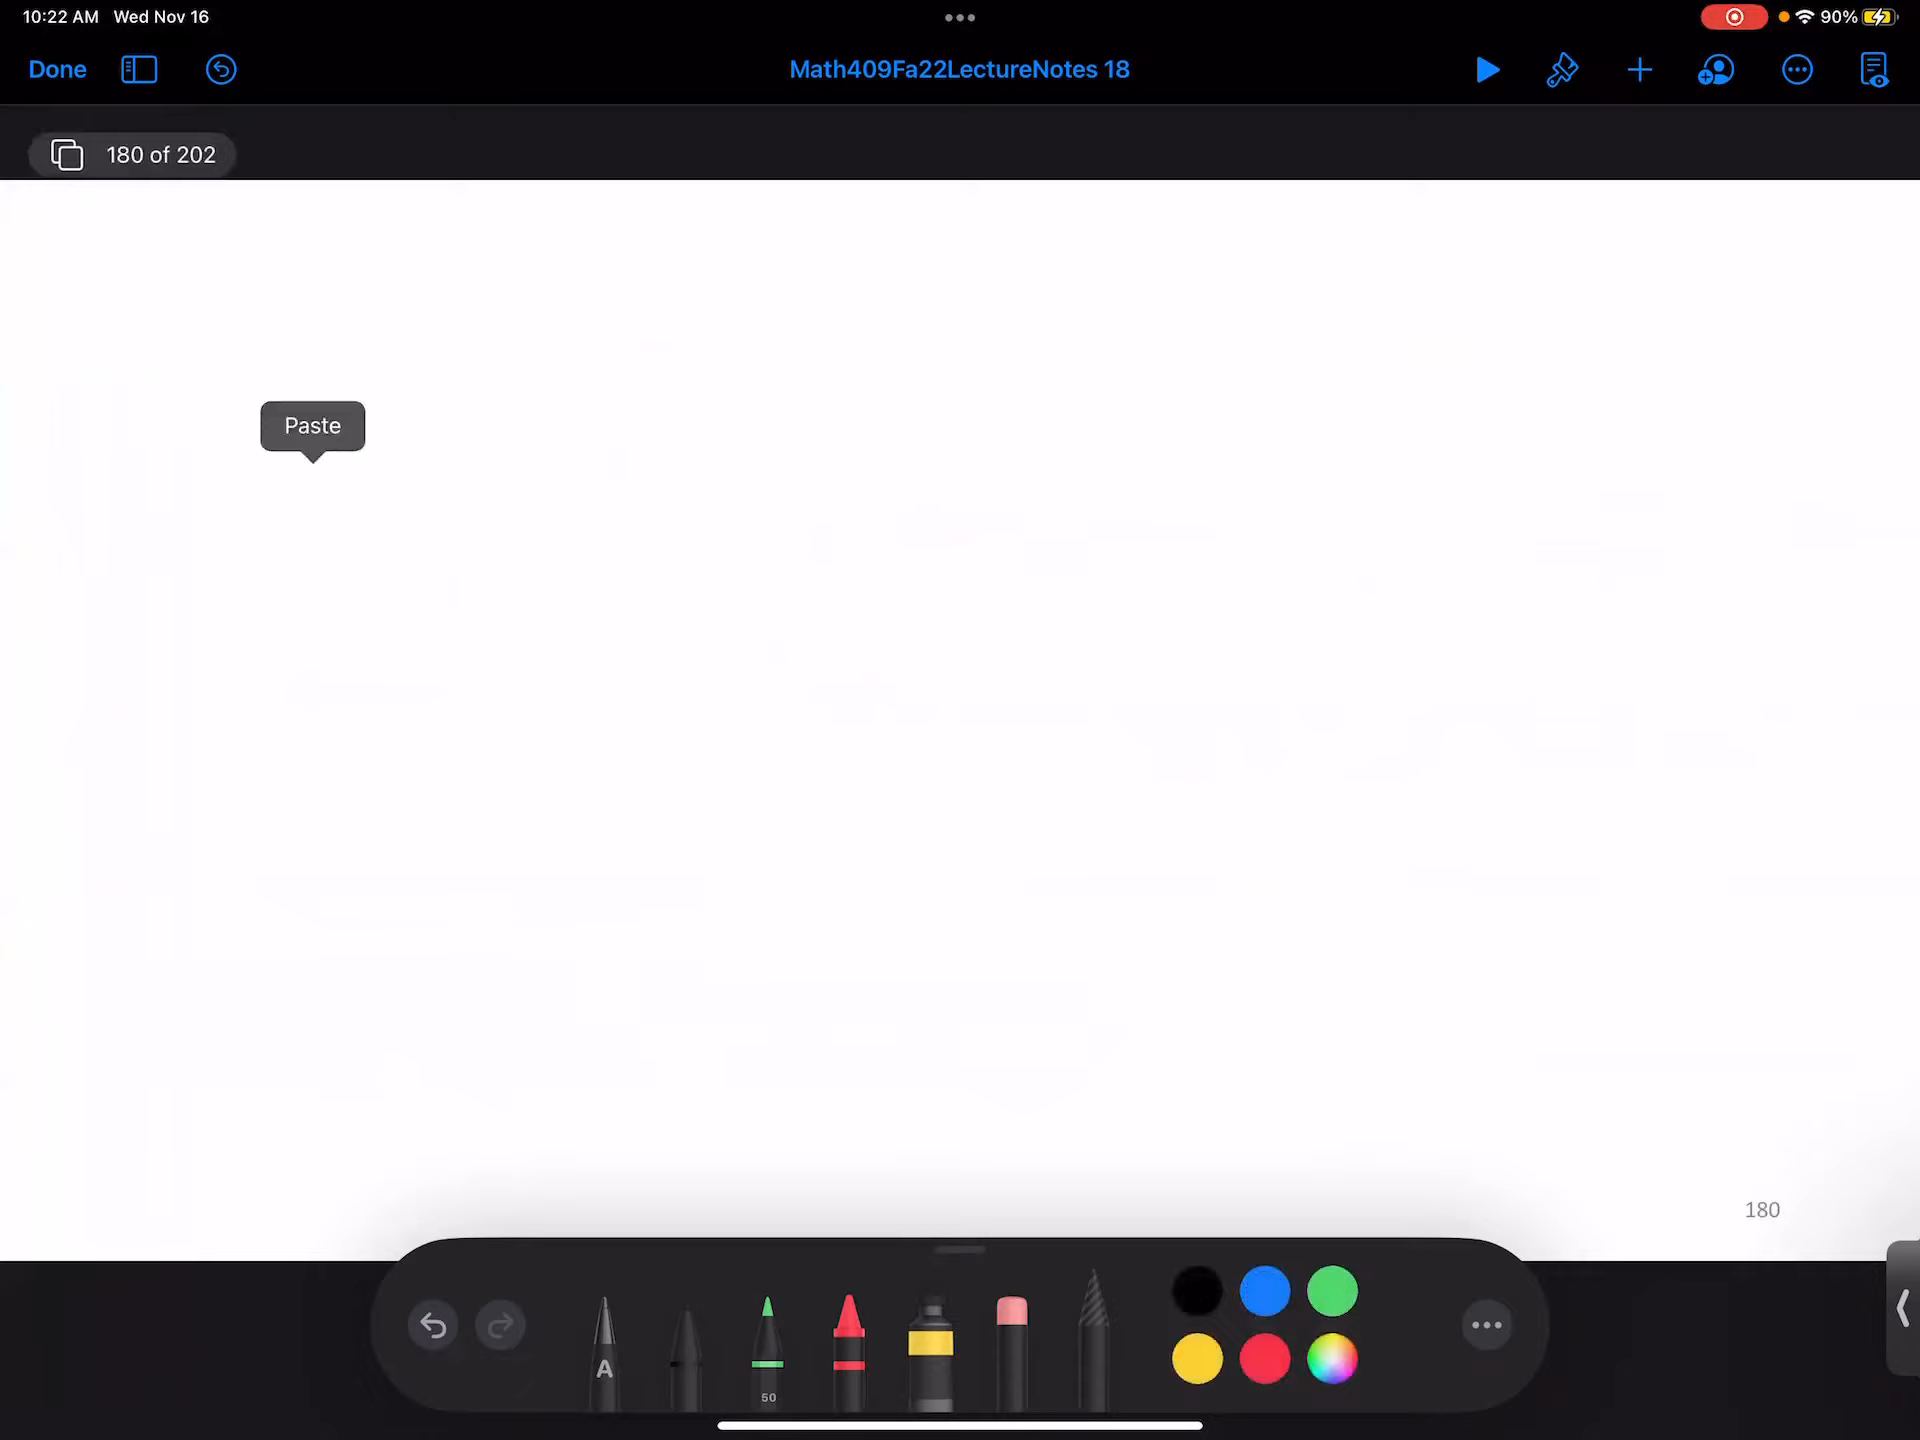 10:22 AM Wed Nov 16
90%
Done
Math409Fa22LectureNotes 18
180 of 202
Paste
180
A
50